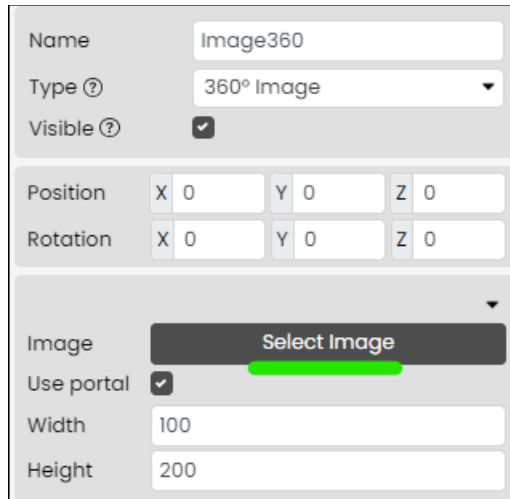 Name Image360
Type ? 360° Image
Visible ?
Position X 0 Y 0 Z 0
Rotation X 0 Y 0 Z 0
Image Select Image
Use portal
Width 100
Height 200